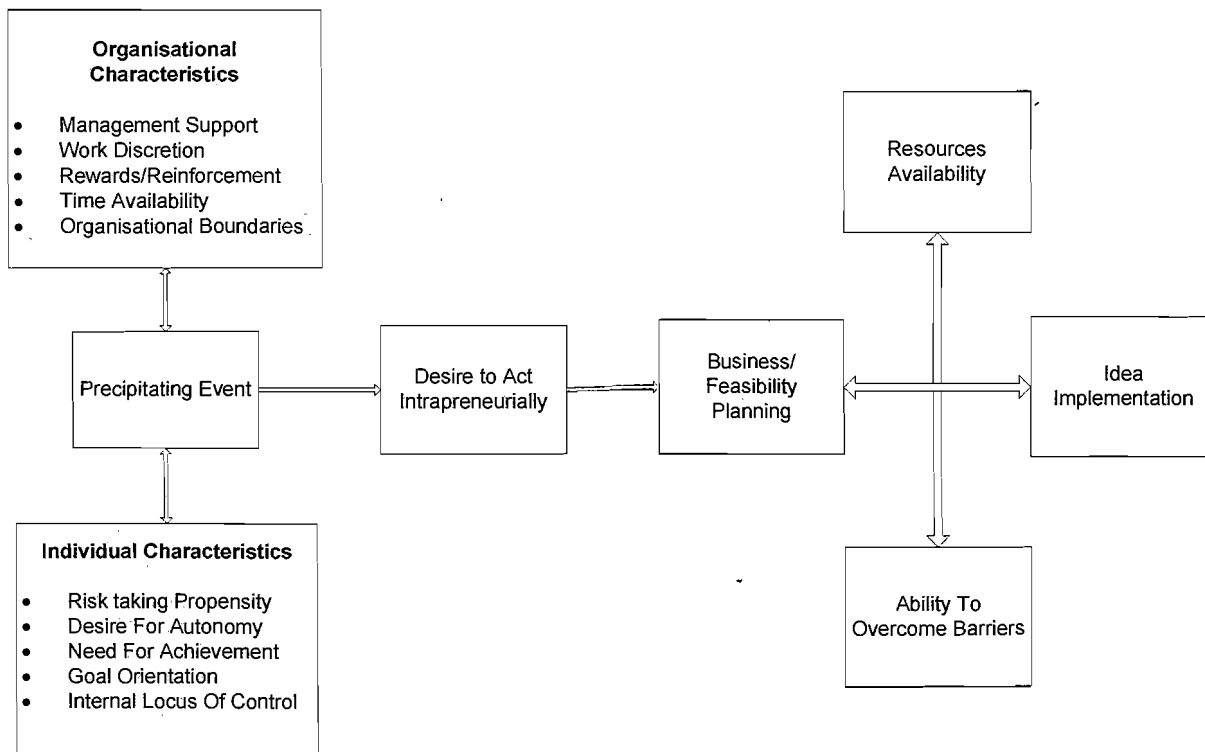 Organisational
Characteristics
• Management Support
• Work Discretion
• Rewards/Reinforcement
• Time Availability
• Organisational Boundaries
Precipitating Event
Individual Characteristics
• Risk taking Propensity
• Desire For Autonomy
• Need For Achievement
• Goal Orientation
• Internal Locus Of Control
Desire to Act
Intrapreneurially
Business/
Feasibility
Planning
Resources
Availability
Idea
Implementation
Ability To
Overcome Barriers